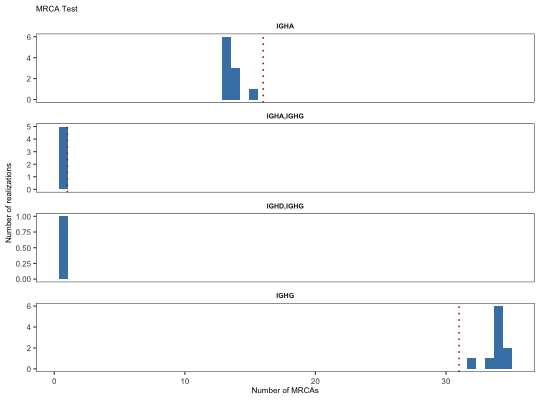 MRCA Test
IGHA
6
4
2
0
IGHA,IGHG
5
4
3
2
1
0
IGHD,IGHG
1.00
0.75
0.50
0.25
0.00
IGHG
6
4
2
0
Number of realizations
0 10 20 30
Number of MRCAs